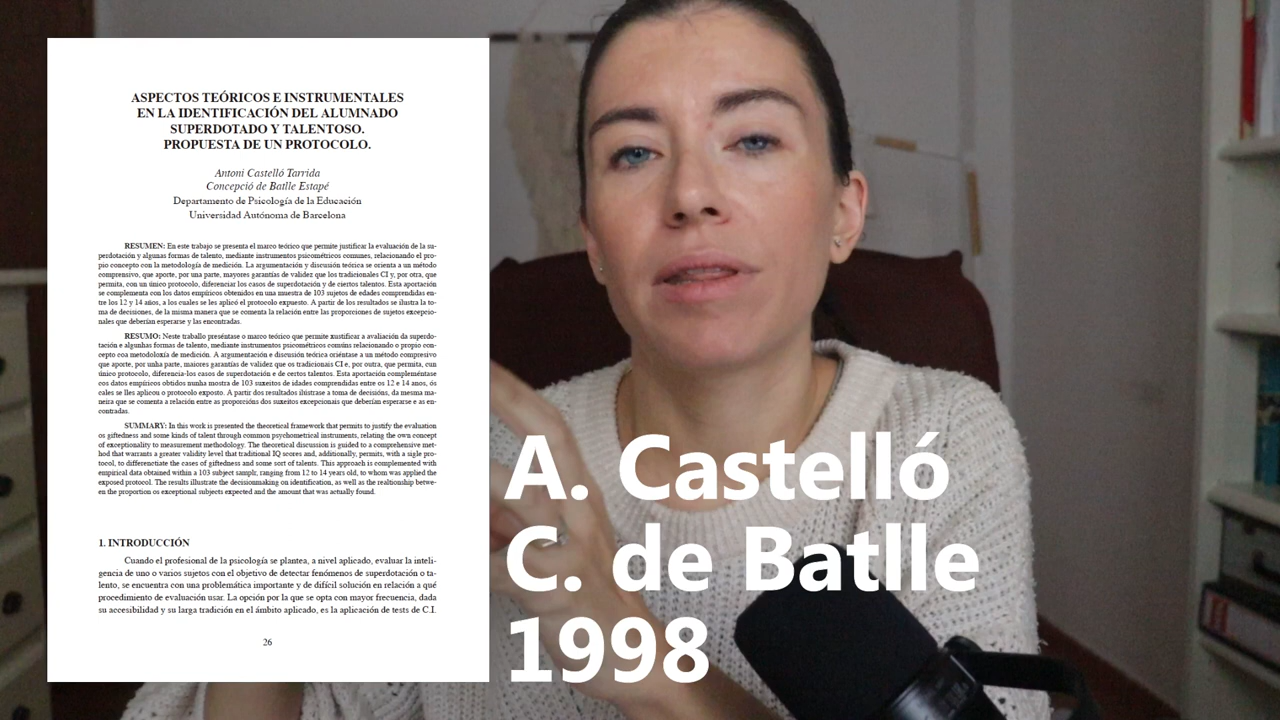 ASPECTOS TEÓRICOS E INSTRUMENTALES
EN LA IDENTIFICACIÓN DEL ALUMNADO
SUPERDOTADO Y TALENTOSO.
PROPUESTA DE UN PROTOCOLO.
Antoni Castelló Tarrida
Concepció de Batlle Estapé
Departamento de Psicología de la Educación
Universidad Autónoma de Barcelona
RESUMEN: En este trabajo se presenta el marco teórico que permite justificar la evaluación de la su-
perdotación y algunas formas de talento, mediante instrumentos psicométricos comunes, relacionando el pro-
pio concepto con la metodología de medición. La argumentación y discusión teórica se orienta a un método
comprensivo, que aporte, por una parte, mayores garantías de validez que los tradicionales CI y, por otra, que
permita, con un único protocolo, diferenciar los casos de superdotación y de ciertos talentos. Esta aportación
se complementa con los datos empíricos obtenidos en una muestra de 103 sujetos de edades comprendidas en-
tre los 12 y 14 años, a los cuales se les aplicó el protocolo expuesto. A partir de los resultados se ilustra la to-
ma de decisiones, de la misma manera que se comenta la relación entre las proporciones de sujetos excepcio-
nales que deberían esperarse y las encontradas.
RESUMO: Neste traballo preséntase o marco teórico que permite xustificar a avaliación da superdo-
tación e algunhas formas de talento, mediante instrumentos psicométricos comúns relacionando o propio con-
cepto coa metodoloxía de medición. A argumentación e discusión teórica oriéntase a un método compresivo
que aporte, por unha parte, maiores garantías de validez que os tradicionais CI e, por outra, que permita, cun
único protocolo, diferencia-los casos de superdotación e de certos talentos. Esta aportación compleméntase
cos datos empíricos obtidos nunha mostra de 103 suxeitos de idades comprendidas entre os 12 e 14 anos, ós
cales se lles aplicou o protocolo exposto. A partir dos resultados ilústrase a toma de decisións, da mesma ma-
neira que se comenta a relación entre as proporcións dos suxeitos excepcionais que deberían esperarse e as en-
contradas.
SUMMARY: In this work is presented the theoretical framework that permits to justify the evaluation
os giftedness and some kinds of talent through common psychometrical instruments, relating the own concept
of exceptionality to measurement methodology. The theoretical discussion is guided to a comprehensive met-
hod that warrants a greater validity level that traditional IQ scores and, additionally, permits, with a sigle pro-
tocol, to differenctiate the cases of giftedness and some sort of talents. This approach is complemented with
empirical data obtained within a 103 subject samplr, ranging from 12 to 14 years old, to whom was applied the
exposed protocol. The results illustrate the decisionmaking on identification, as well as the realtionship betwe-
en the proportion os exceptional subjects expected and the amount that was actually found.
1. INTRODUCCIÓN
Cuando el profesional de la psicología se plantea, a nivel aplicado, evaluar la inteli-
gencia de uno o varios sujetos con el objetivo de detectar fenómenos de superdotación o ta-
lento, se encuentra con una problemática importante y de difícil solución en relación a qué
procedimiento de evaluación usar. La opción por la que se opta con mayor frecuencia, dada
su accesibilidad y su larga tradición en el ámbito aplicado, es la aplicación de tests de C.I.
26
A. Castelló
C. de Batlle
1998